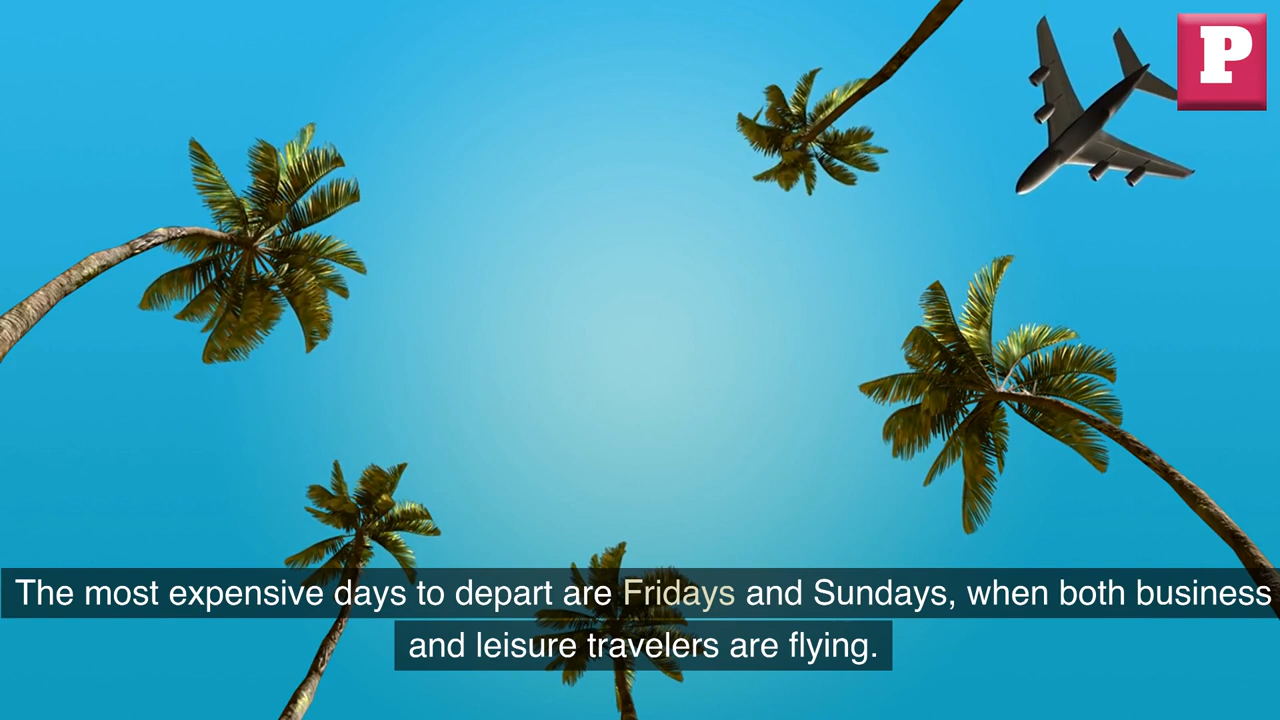 P
The most expensive days to depart are Fridays and Sundays, when both business
and leisure travelers are flying.